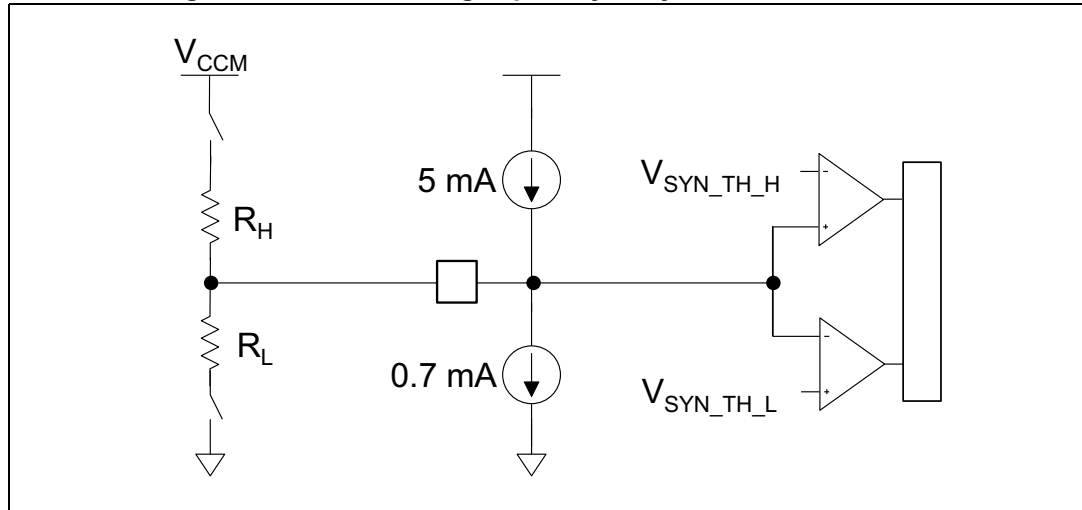 V_CCM
R_H
R_L
5 mA
0.7 mA
V_SYN_TH_H
-
+
-
+
V_SYN_TH_L